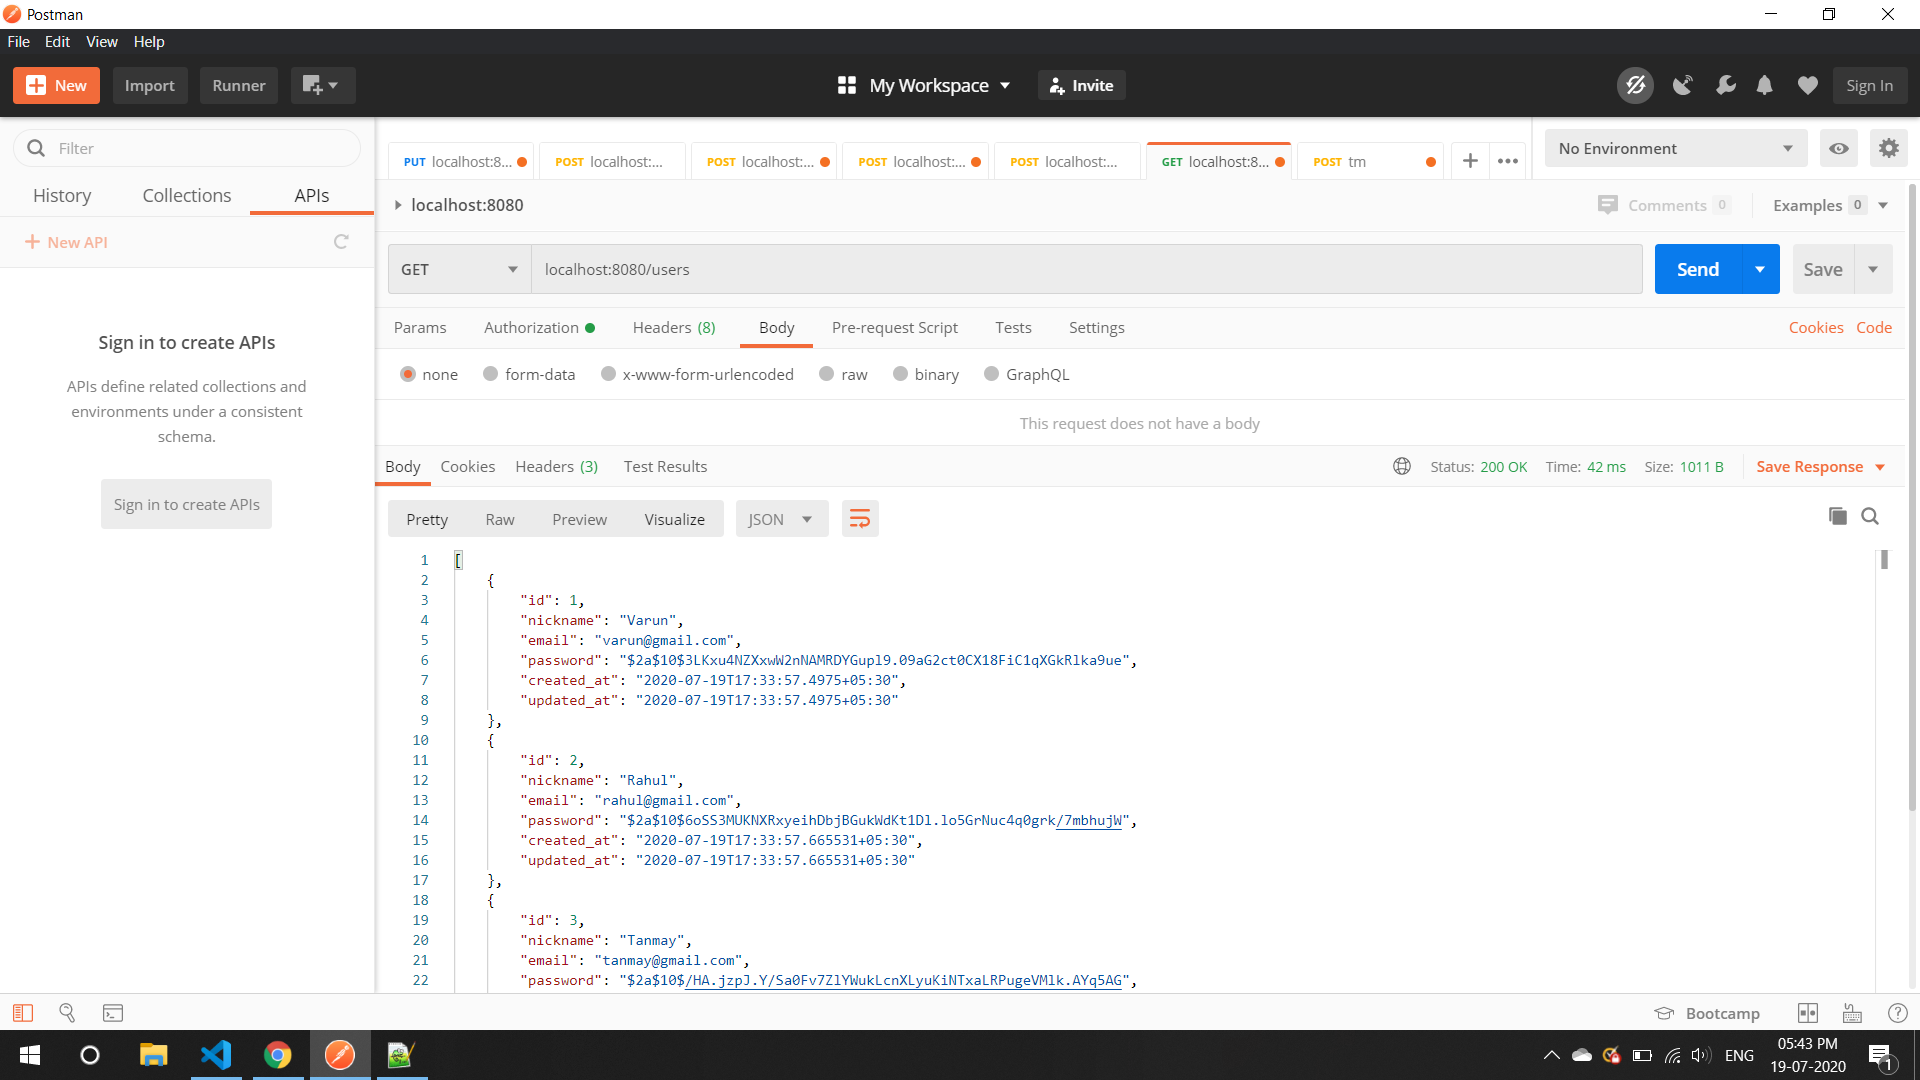 Postman
File Edit View Help
New Import Runner My Workspace Invite Sign In
Filter
History Collections APIs
New API
Sign in to create APIs
APIs define related collections and
environments under a consistent
schema.
Sign in to create APIs
PUT localhost:8... POST localhost:... POST localhost:... POST localhost:... POST localhost:... GET localhost:8... POST tm
No Environment
localhost:8080
Comments 0 Examples 0
GET localhost:8080/users Send Save
Params Authorization Headers (8) Body Pre-request Script Tests Settings Cookies Code
none form-data x-www-form-urlencoded raw binary GraphQL
This request does not have a body
Body Cookies Headers (3) Test Results Status: 200 OK Time: 42 ms Size: 1011 B Save Response
Pretty Raw Preview Visualize JSON
1 [
2 {
3 "id": 1,
4 "nickname": "Varun",
5 "email": "varun@gmail.com",
6 "password": "$2a$10$3LKxu4NZXxwW2nNAMRDYGupl9.09aG2ct0CX18FiC1qXGkRlka9ue",
7 "created_at": "2020-07-19T17:33:57.4975+05:30",
8 "updated_at": "2020-07-19T17:33:57.4975+05:30"
9 },
10 {
11 "id": 2,
12 "nickname": "Rahul",
13 "email": "rahul@gmail.com",
14 "password": "$2a$10$6oSS3MUKNXRxyeihDbjBGukWdKt1Dl.lo5GrNuc4q0grk/7mbhujW",
15 "created_at": "2020-07-19T17:33:57.665531+05:30",
16 "updated_at": "2020-07-19T17:33:57.665531+05:30"
17 },
18 {
19 "id": 3,
20 "nickname": "Tanmay",
21 "email": "tanmay@gmail.com",
22 "password": "$2a$10$/HA.jzpJ.Y/Sa0Fv7ZlYWukLcnXLyuKiNTxaLRPugeVMlk.AYq5AG",
Bootcamp
ENG
05:43 PM
19-07-2020
1